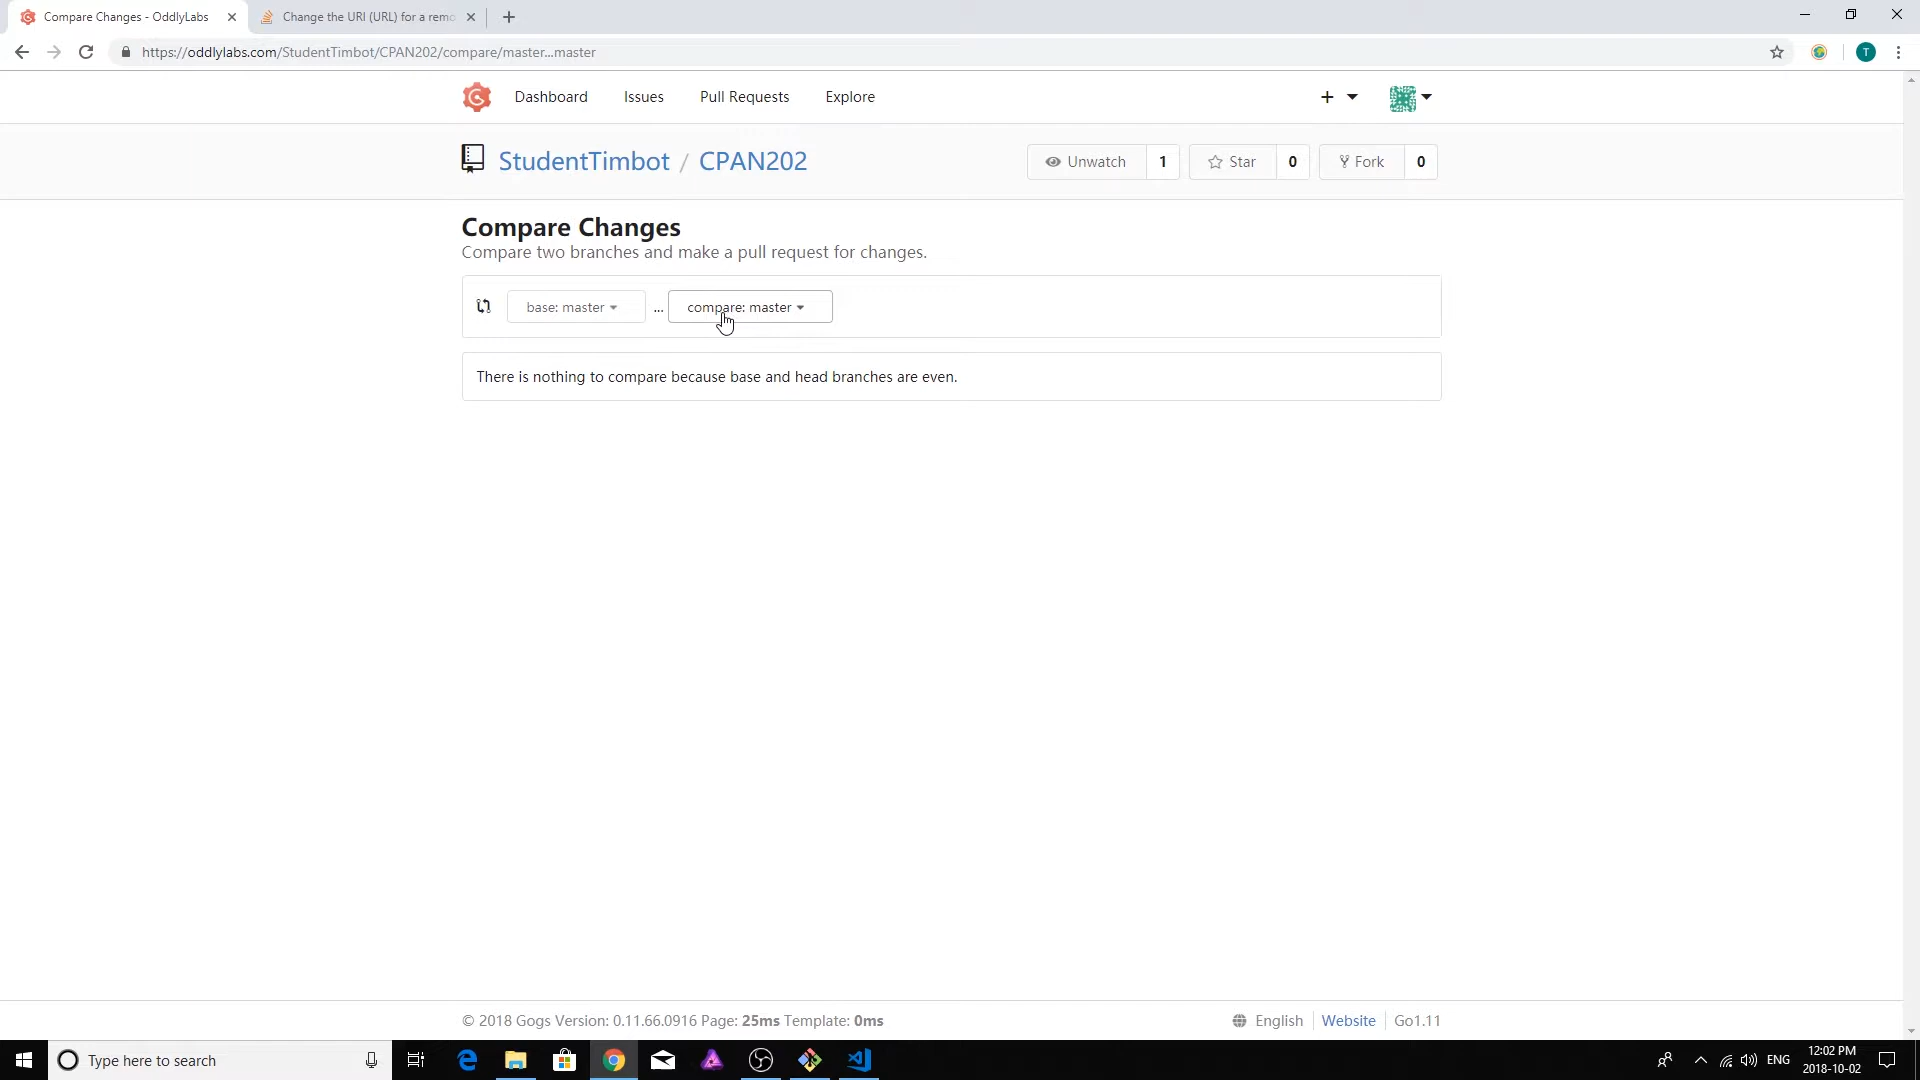 Compare Changes - OddlyLabs
Change the URI (URL) for a remo
https://oddlylabs.com/StudentTimbot/CPAN202/compare/master...master
T
Dashboard Issues Pull Requests Explore
StudentTimbot / CPAN202
Unwatch 1 Star 0 Fork 0
Compare Changes
Compare two branches and make a pull request for changes.
base: master ... compare: master
There is nothing to compare because base and head branches are even.
© 2018 Gogs Version: 0.11.66.0916 Page: 25ms Template: 0ms
English Website Go1.11
Type here to search
ENG
12:02 PM
2018-10-02